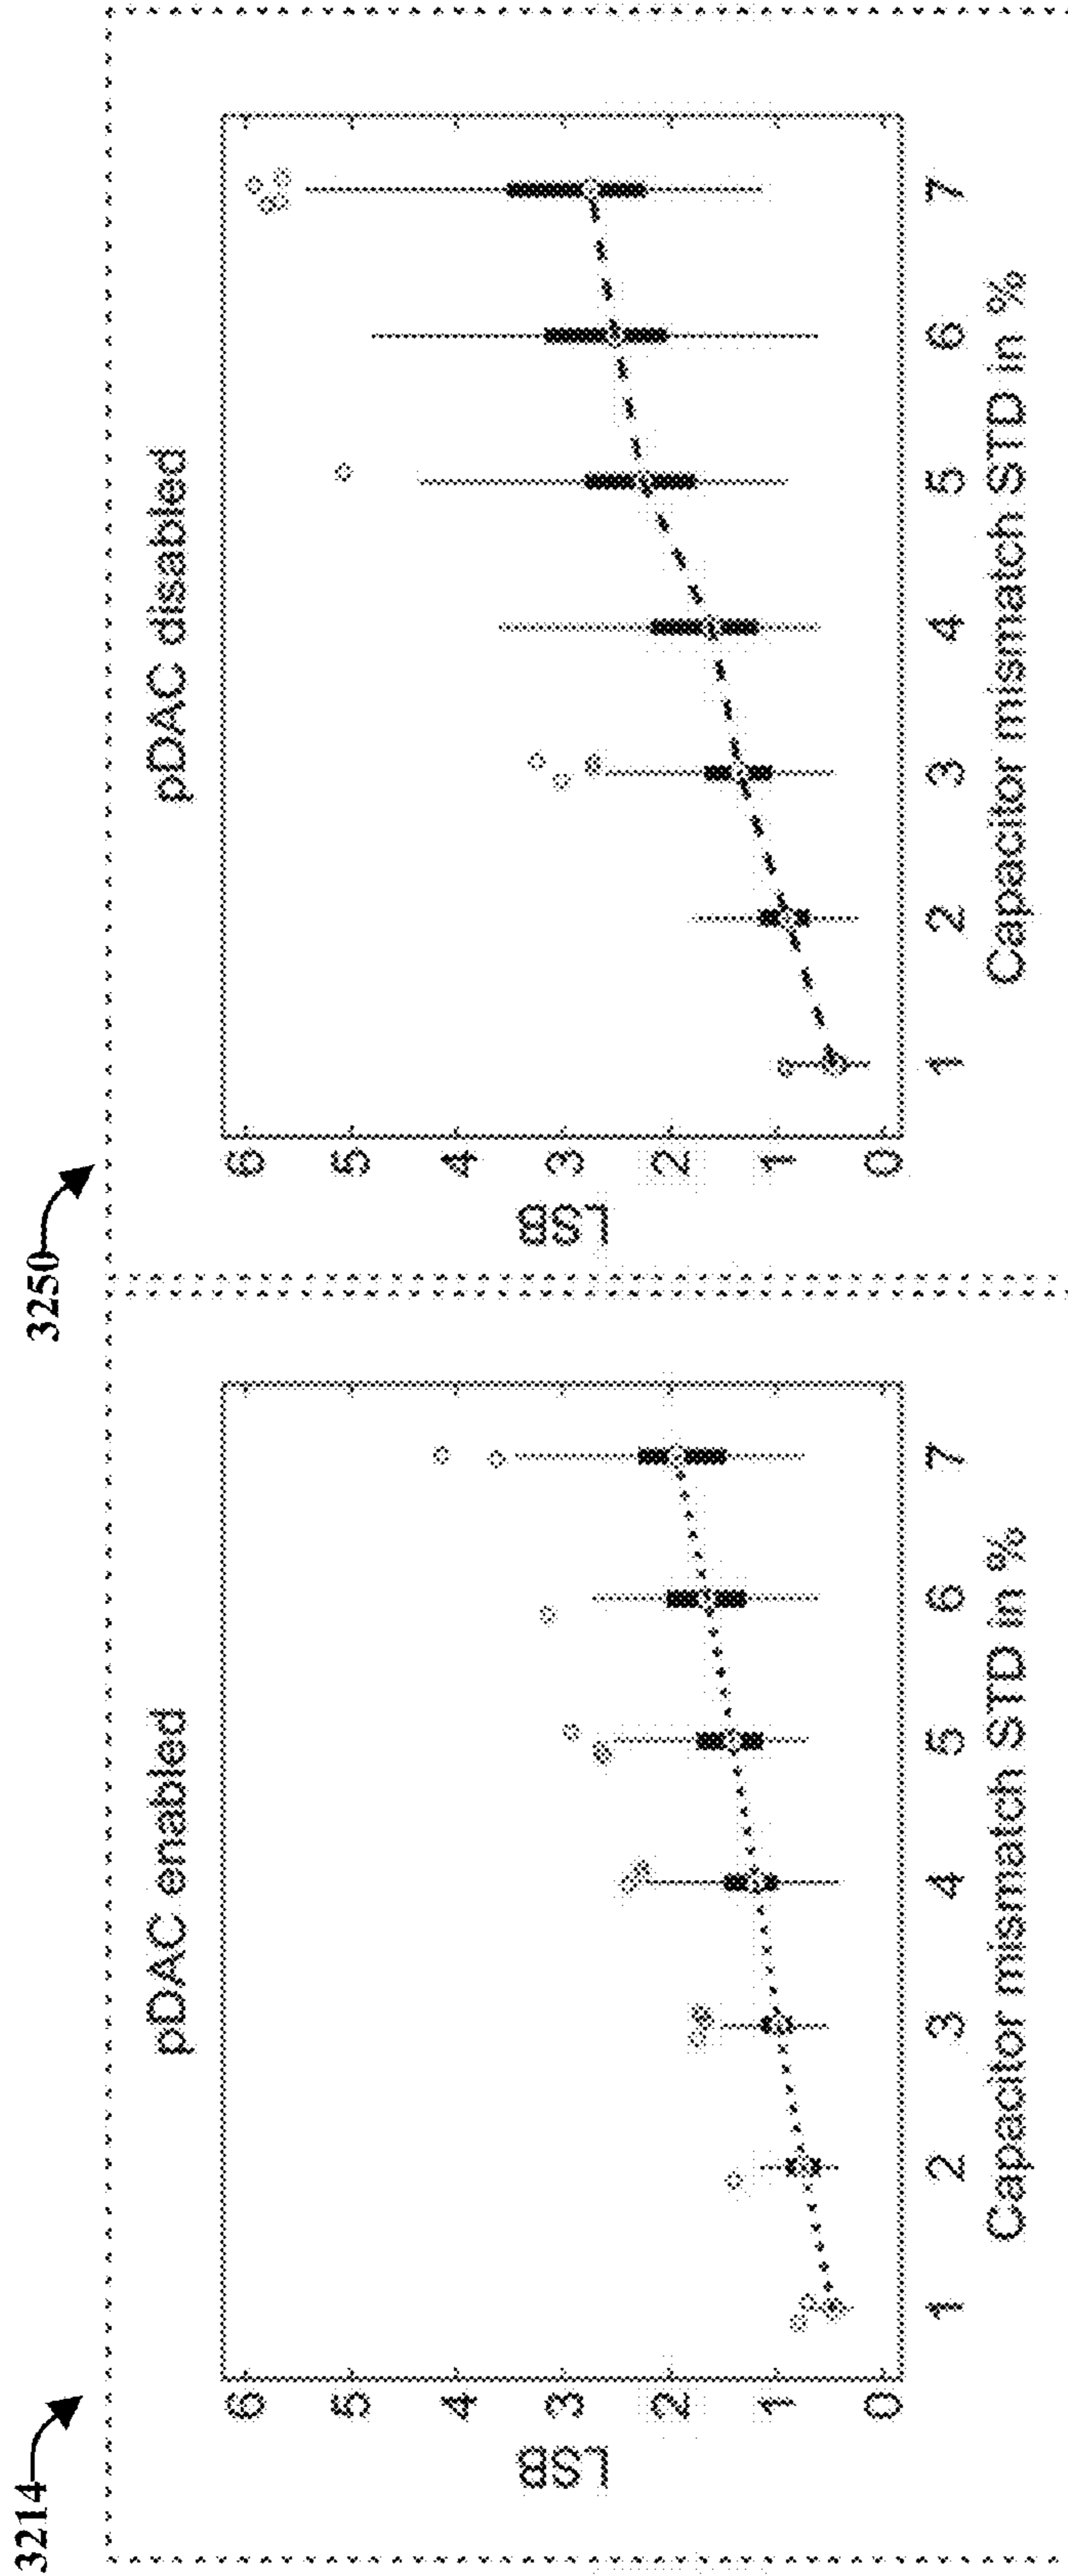 3214
pDAC enabled
LSB
6
5
4
3
2
1
0
1 2 3 4 5 6 7
Capacitor mismatch STD in %
3250
pDAC disabled
LSB
6
5
4
3
2
1
0
1 2 3 4 5 6 7
Capacitor mismatch STD in %